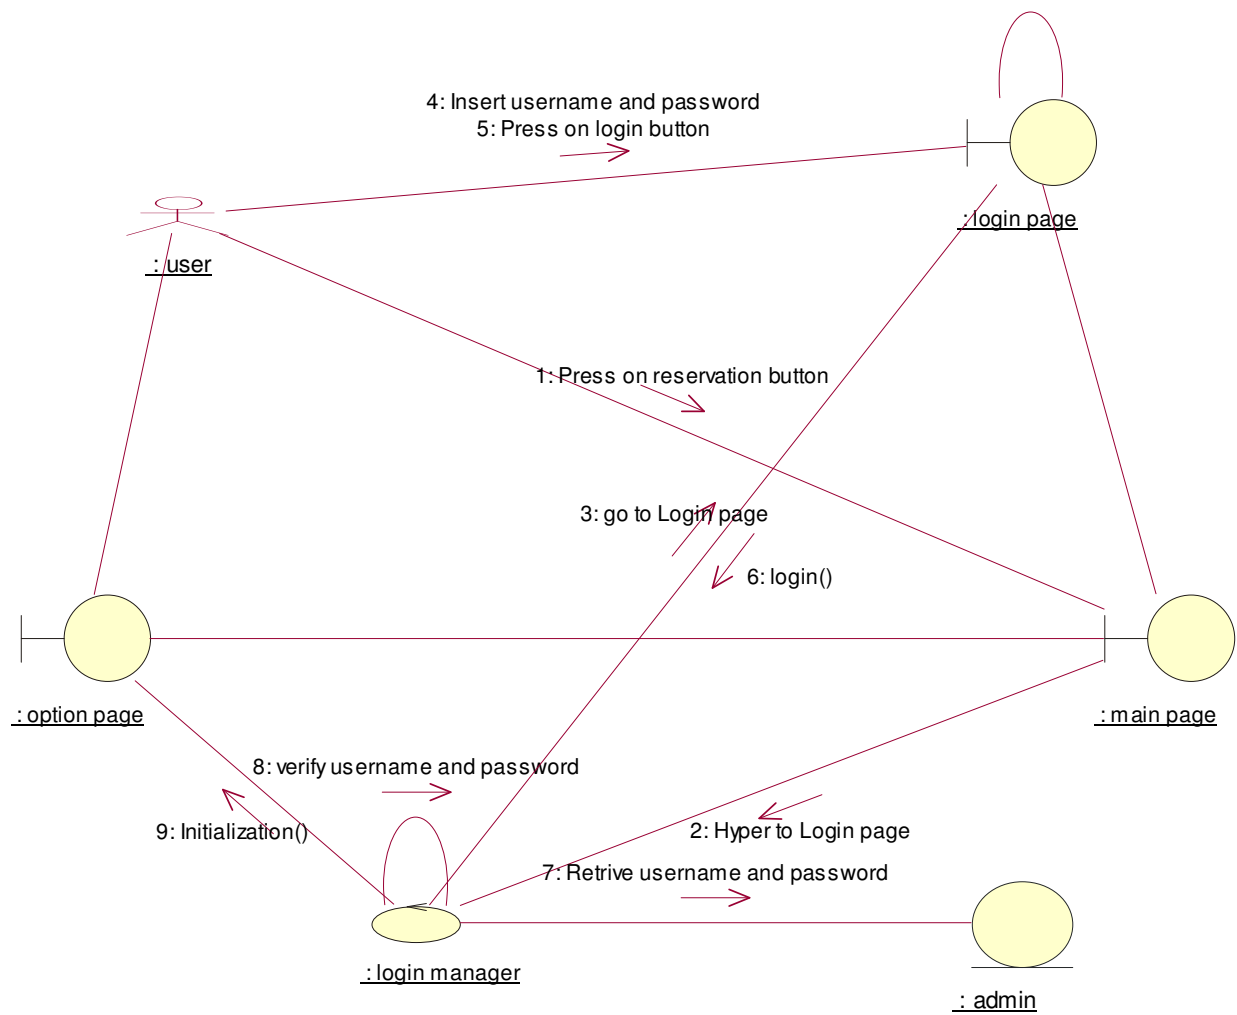 4: Insert username and password
5: Press on login button
: login page
: user
1: Press on reservation button
3: go to Login page
6: login()
: option page
: main page
8: verify username and password
9: Initialization()
2: Hyper to Login page
7: Retrive username and password
: login manager
: admin